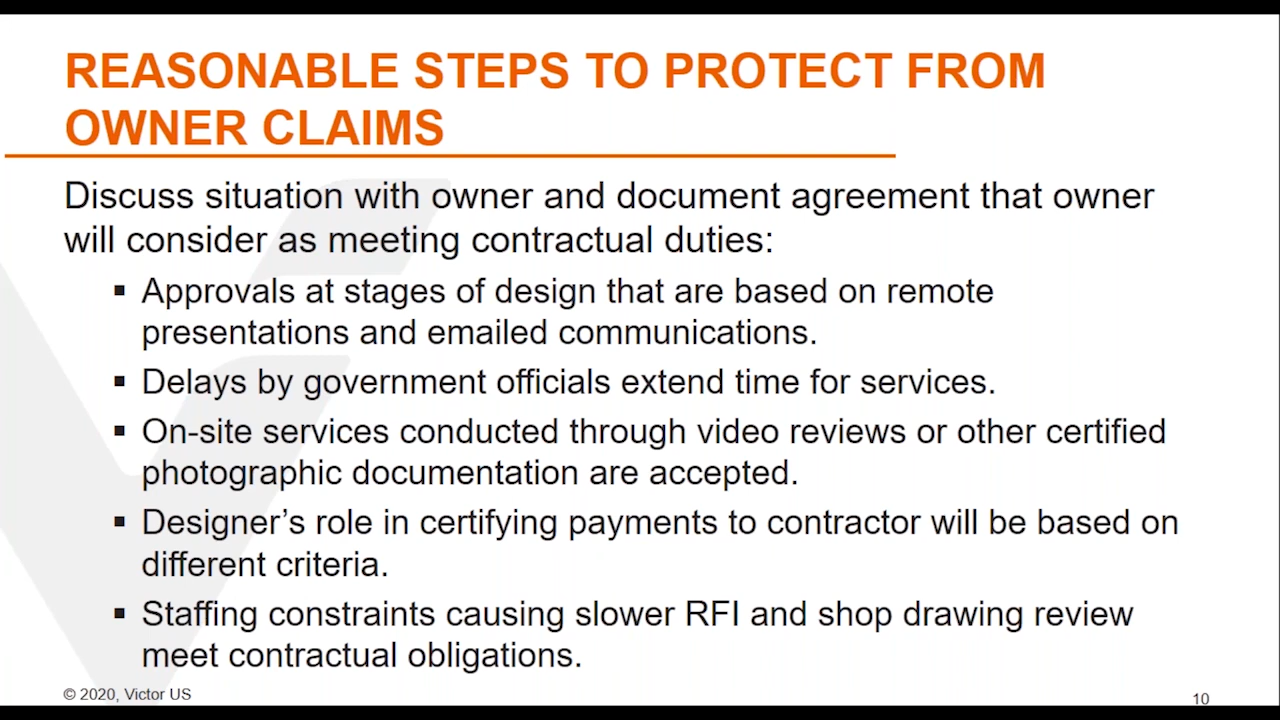 REASONABLE STEPS TO PROTECT FROM
OWNER CLAIMS
Discuss situation with owner and document agreement that owner
will consider as meeting contractual duties:
▪ Approvals at stages of design that are based on remote
presentations and emailed communications.
▪ Delays by government officials extend time for services.
▪ On-site services conducted through video reviews or other certified
photographic documentation are accepted.
▪ Designer’s role in certifying payments to contractor will be based on
different criteria.
▪ Staffing constraints causing slower RFI and shop drawing review
meet contractual obligations.
© 2020, Victor US
10